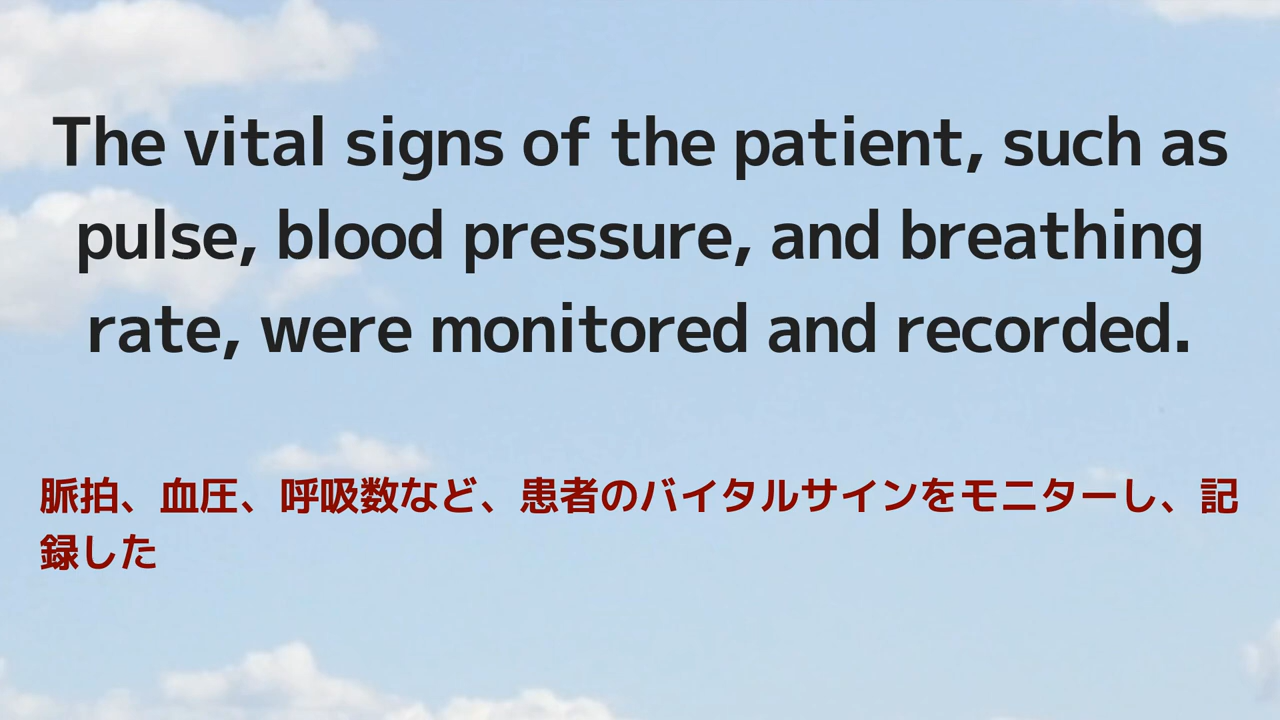 The vital signs of the patient, such as
pulse, blood pressure, and breathing
rate, were monitored and recorded.
脈拍、血圧、呼吸数など、患者のバイタルサインをモニターし、記
録した